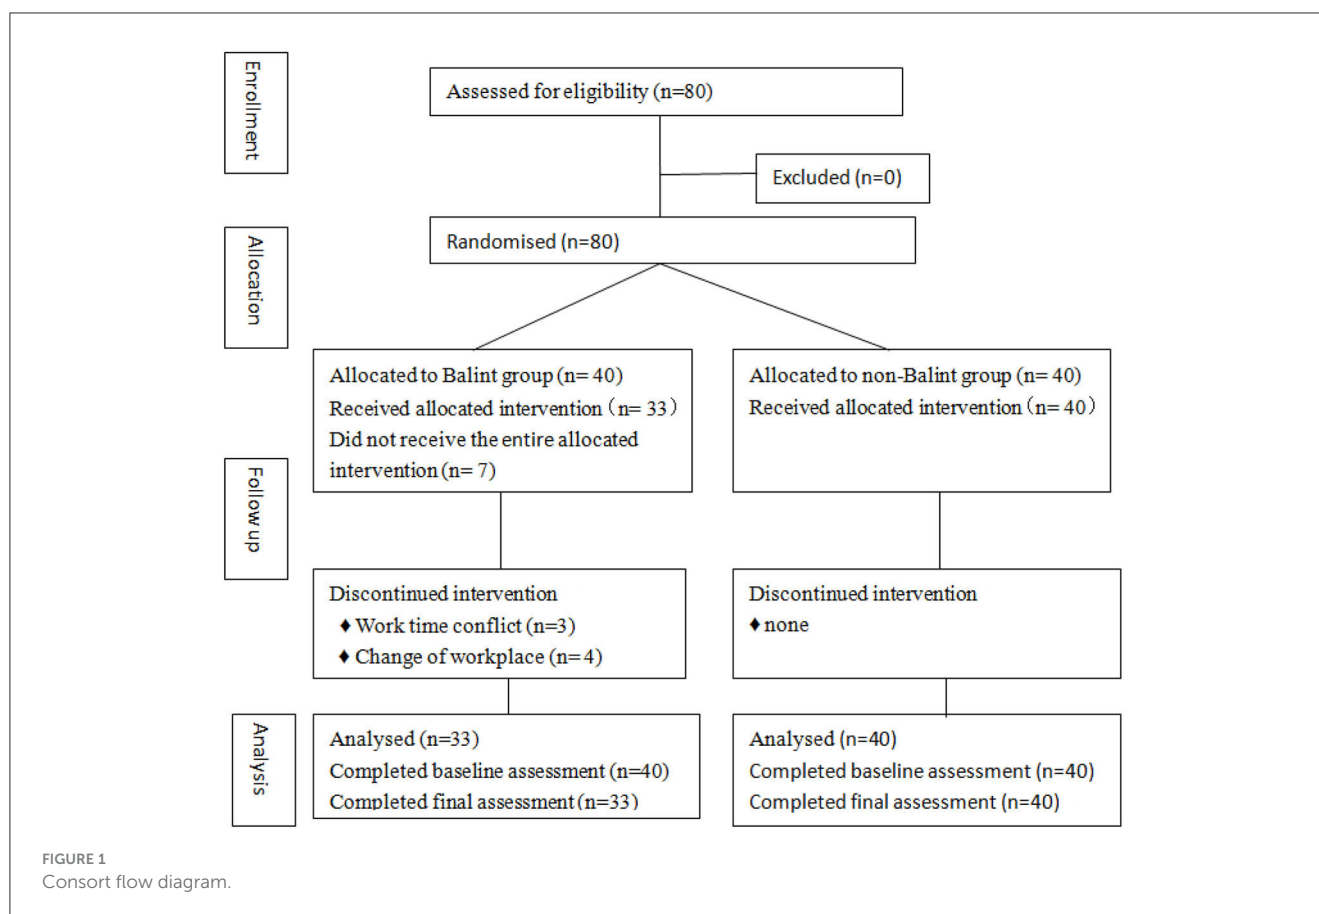 Enrollment
Assessed for eligibility (n=80)
Excluded (n=0)
Allocation
Randomised (n=80)
Allocated to Balint group (n= 40)
Received allocated intervention（n= 33）
Did not receive the entire allocated
intervention (n= 7)
Allocated to non-Balint group (n= 40)
Received allocated intervention（n= 40）
Follow up
Discontinued intervention
♦ Work time conflict (n=3)
♦ Change of workplace (n= 4)
Discontinued intervention
♦ none
Analysis
Analysed (n=33)
Completed baseline assessment (n=40)
Completed final assessment (n=33)
Analysed (n=40)
Completed baseline assessment (n=40)
Completed final assessment (n=40)
FIGURE 1
Consort flow diagram.